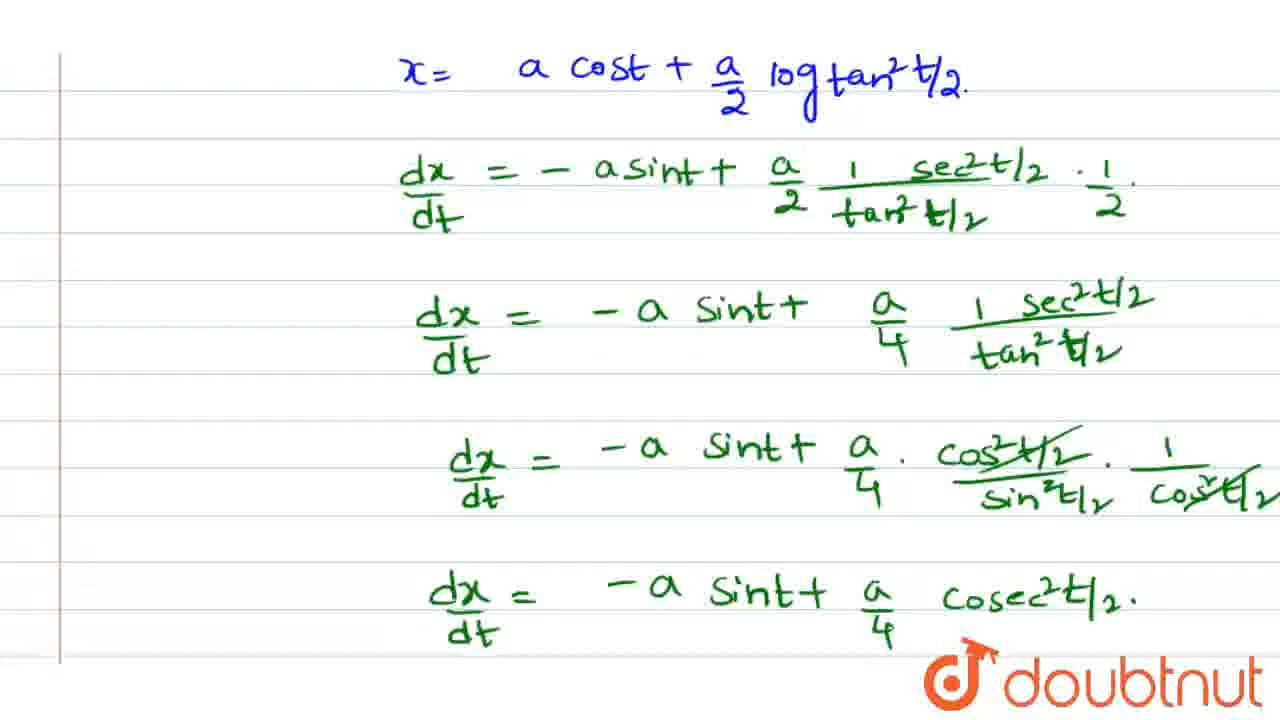 x = a cost + a/2 log tan² t/2.
dx/dt = - a sint + a/2 1/tan² t/2 sec² t/2 · 1/2.
dx/dt = - a sint + a/4 1 sec² t/2 / tan² t/2
dx/dt = - a sint + a/4 · cos² t/2 / sin² t/2 · 1/cos² t/2
dx/dt = - a sint + a/4 cosec² t/2.
doubtnut